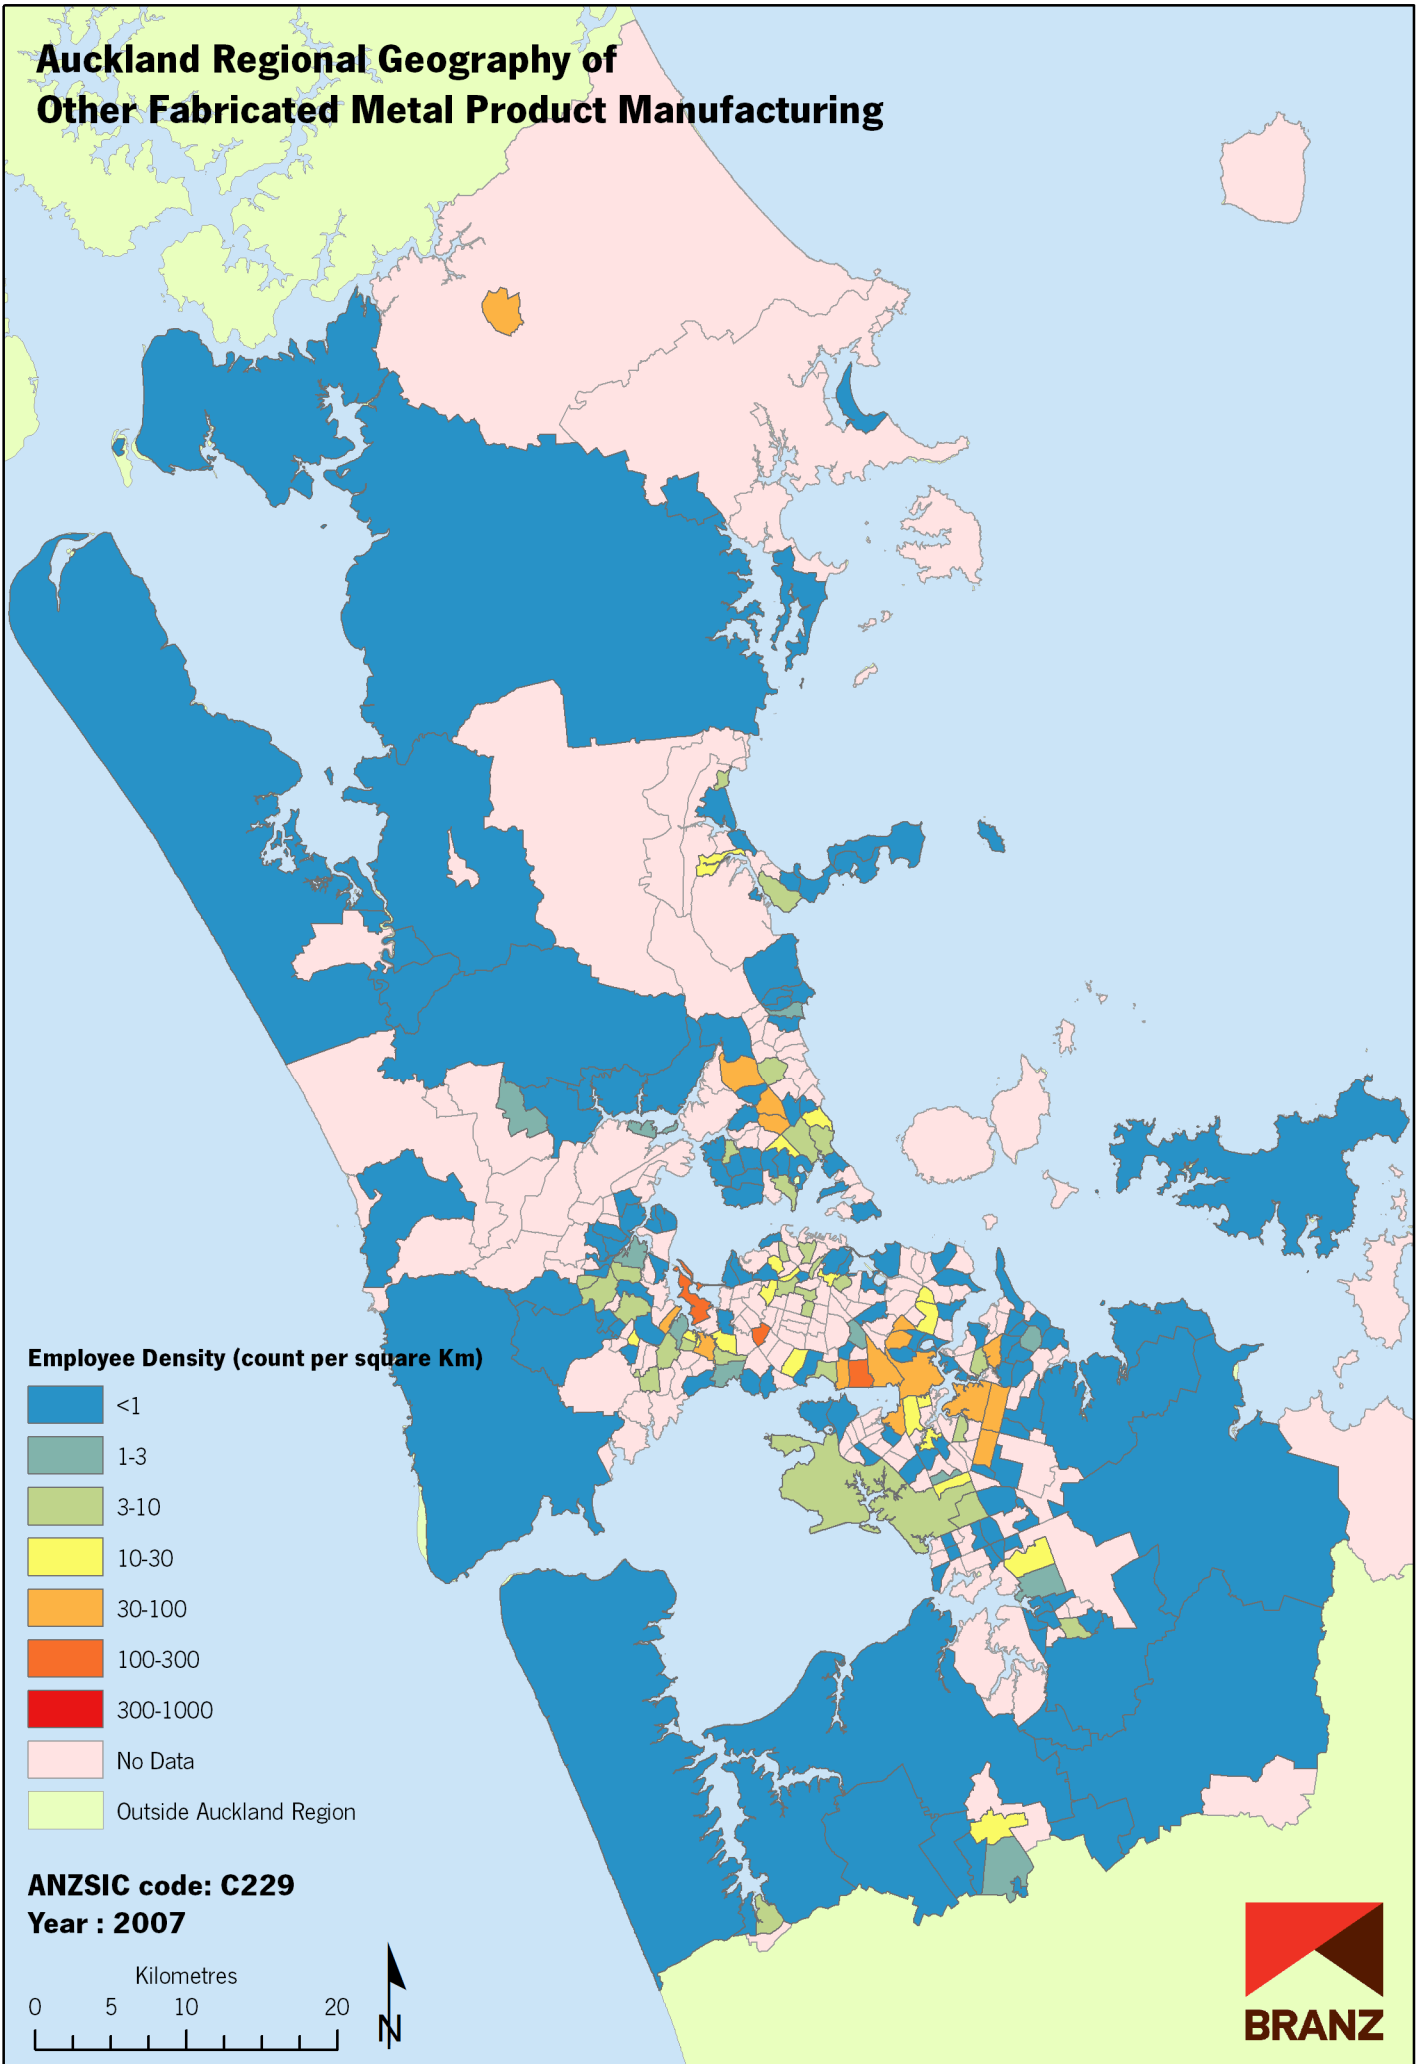 Auckland Regional Geography of
Other Fabricated Metal Product Manufacturing
Employee Density (count per square Km)
<1
1-3
3-10
10-30
30-100
100-300
300-1000
No Data
Outside Auckland Region
ANZSIC code: C229
Year : 2007
Kilometres
0 5 10 20
N
BRANZ